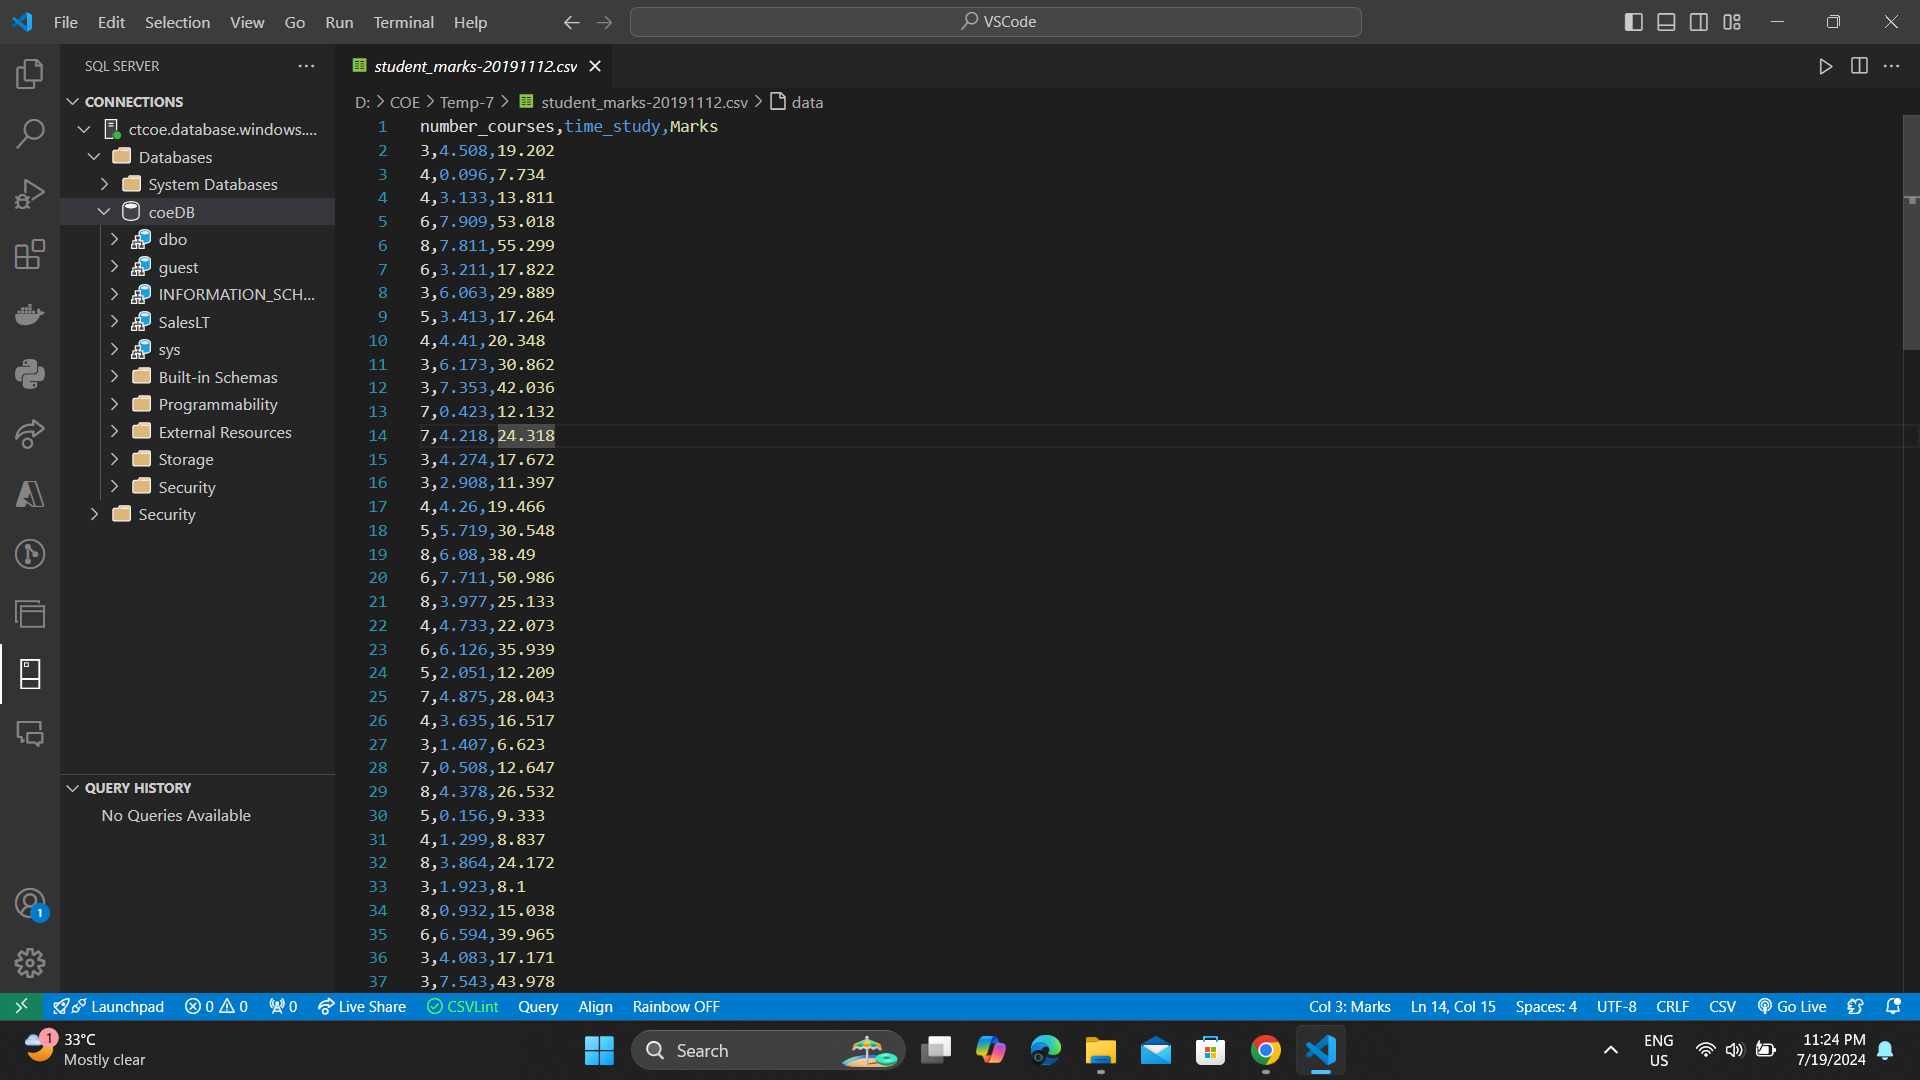 File Edit Selection View Go Run Terminal Help
VSCode
SQL SERVER
CONNECTIONS
ctcoe.database.windows....
Databases
System Databases
coeDB
dbo
guest
INFORMATION_SCH...
SalesLT
sys
Built-in Schemas
Programmability
External Resources
Storage
Security
Security
QUERY HISTORY
No Queries Available
1
student_marks-20191112.csv
D: > COE > Temp-7 > student_marks-20191112.csv > data
1 number_courses,time_study,Marks
2 3,4.508,19.202
3 4,0.096,7.734
4 4,3.133,13.811
5 6,7.909,53.018
6 8,7.811,55.299
7 6,3.211,17.822
8 3,6.063,29.889
9 5,3.413,17.264
10 4,4.41,20.348
11 3,6.173,30.862
12 3,7.353,42.036
13 7,0.423,12.132
14 7,4.218,24.318
15 3,4.274,17.672
16 3,2.908,11.397
17 4,4.26,19.466
18 5,5.719,30.548
19 8,6.08,38.49
20 6,7.711,50.986
21 8,3.977,25.133
22 4,4.733,22.073
23 6,6.126,35.939
24 5,2.051,12.209
25 7,4.875,28.043
26 4,3.635,16.517
27 3,1.407,6.623
28 7,0.508,12.647
29 8,4.378,26.532
30 5,0.156,9.333
31 4,1.299,8.837
32 8,3.864,24.172
33 3,1.923,8.1
34 8,0.932,15.038
35 6,6.594,39.965
36 3,4.083,17.171
37 3,7.543,43.978
Launchpad 0 0 0 Live Share CSVLint Query Align Rainbow OFF Col 3: Marks Ln 14, Col 15 Spaces: 4 UTF-8 CRLF CSV Go Live
1
33°C
Mostly clear
Search
ENG
US
11:24 PM
7/19/2024